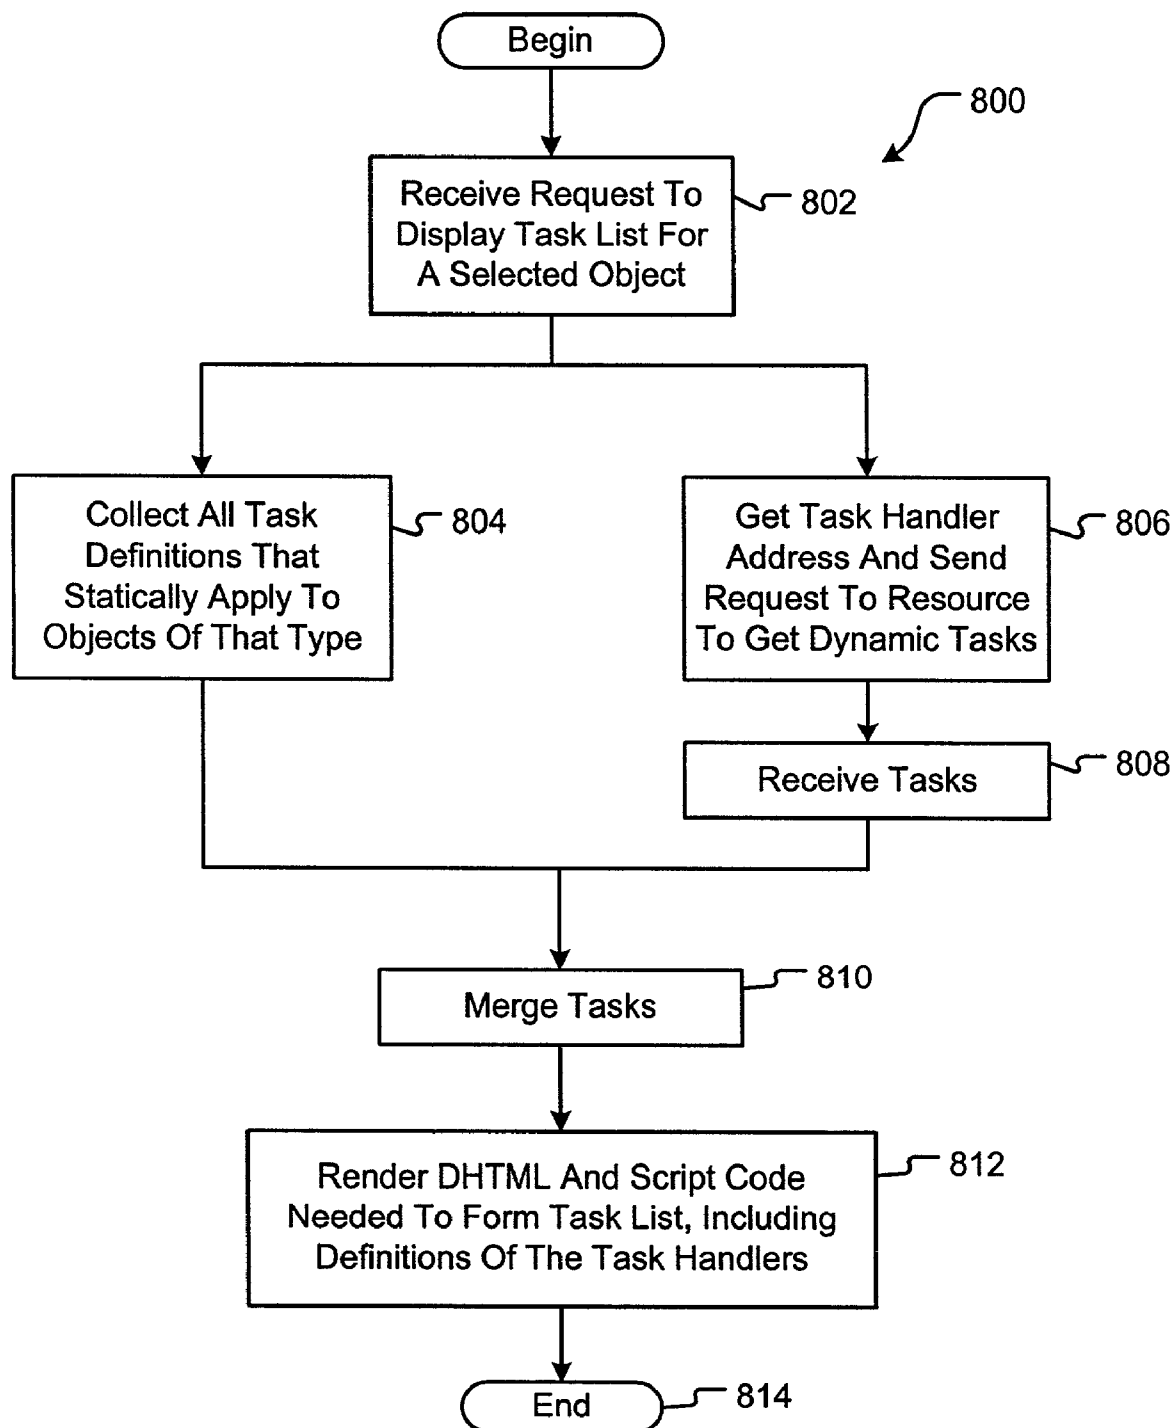 Begin
800
Receive Request To
Display Task List For
A Selected Object
802
Collect All Task
Definitions That
Statically Apply To
Objects Of That Type
804
Get Task Handler
Address And Send
Request To Resource
To Get Dynamic Tasks
806
Receive Tasks
808
Merge Tasks
810
Render DHTML And Script Code
Needed To Form Task List, Including
Definitions Of The Task Handlers
812
End
814